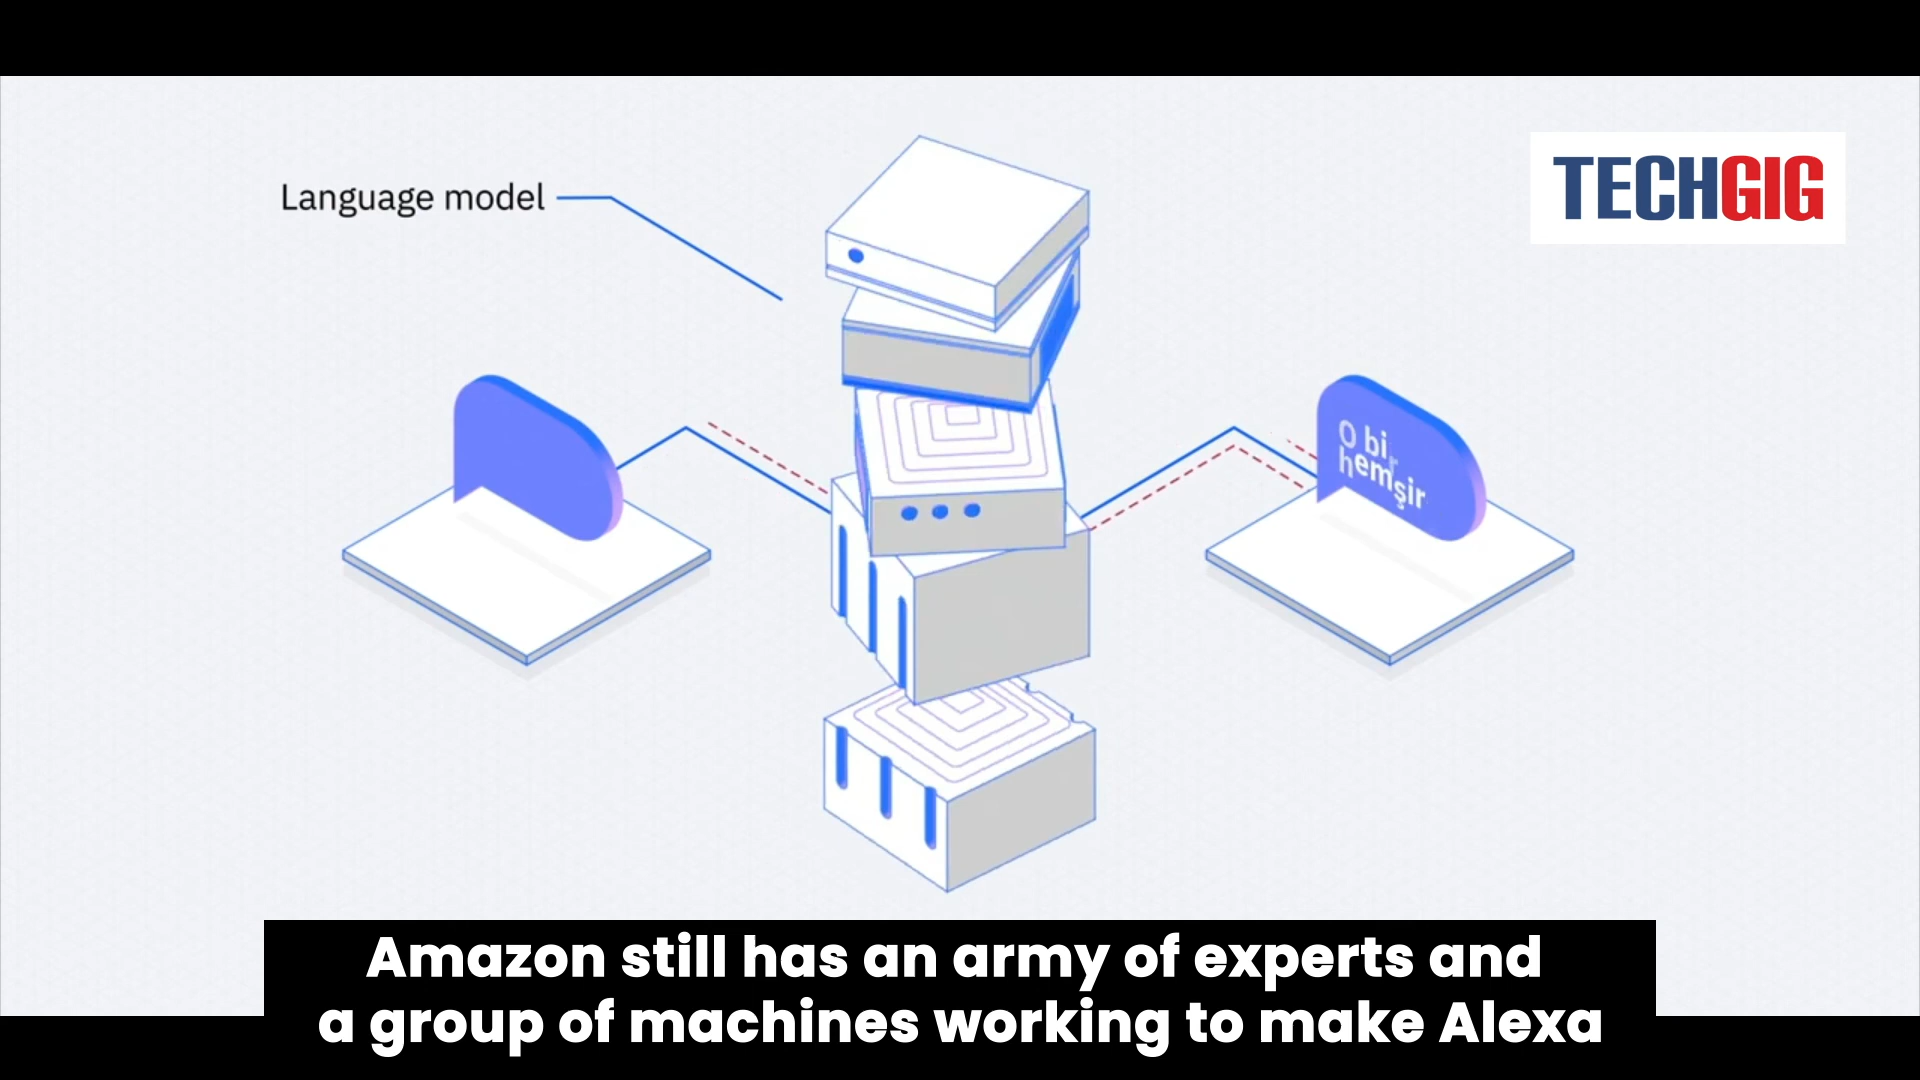 Language model
TECHGIG
O bir
hemşir
Amazon still has an army of experts and
a group of machines working to make Alexa